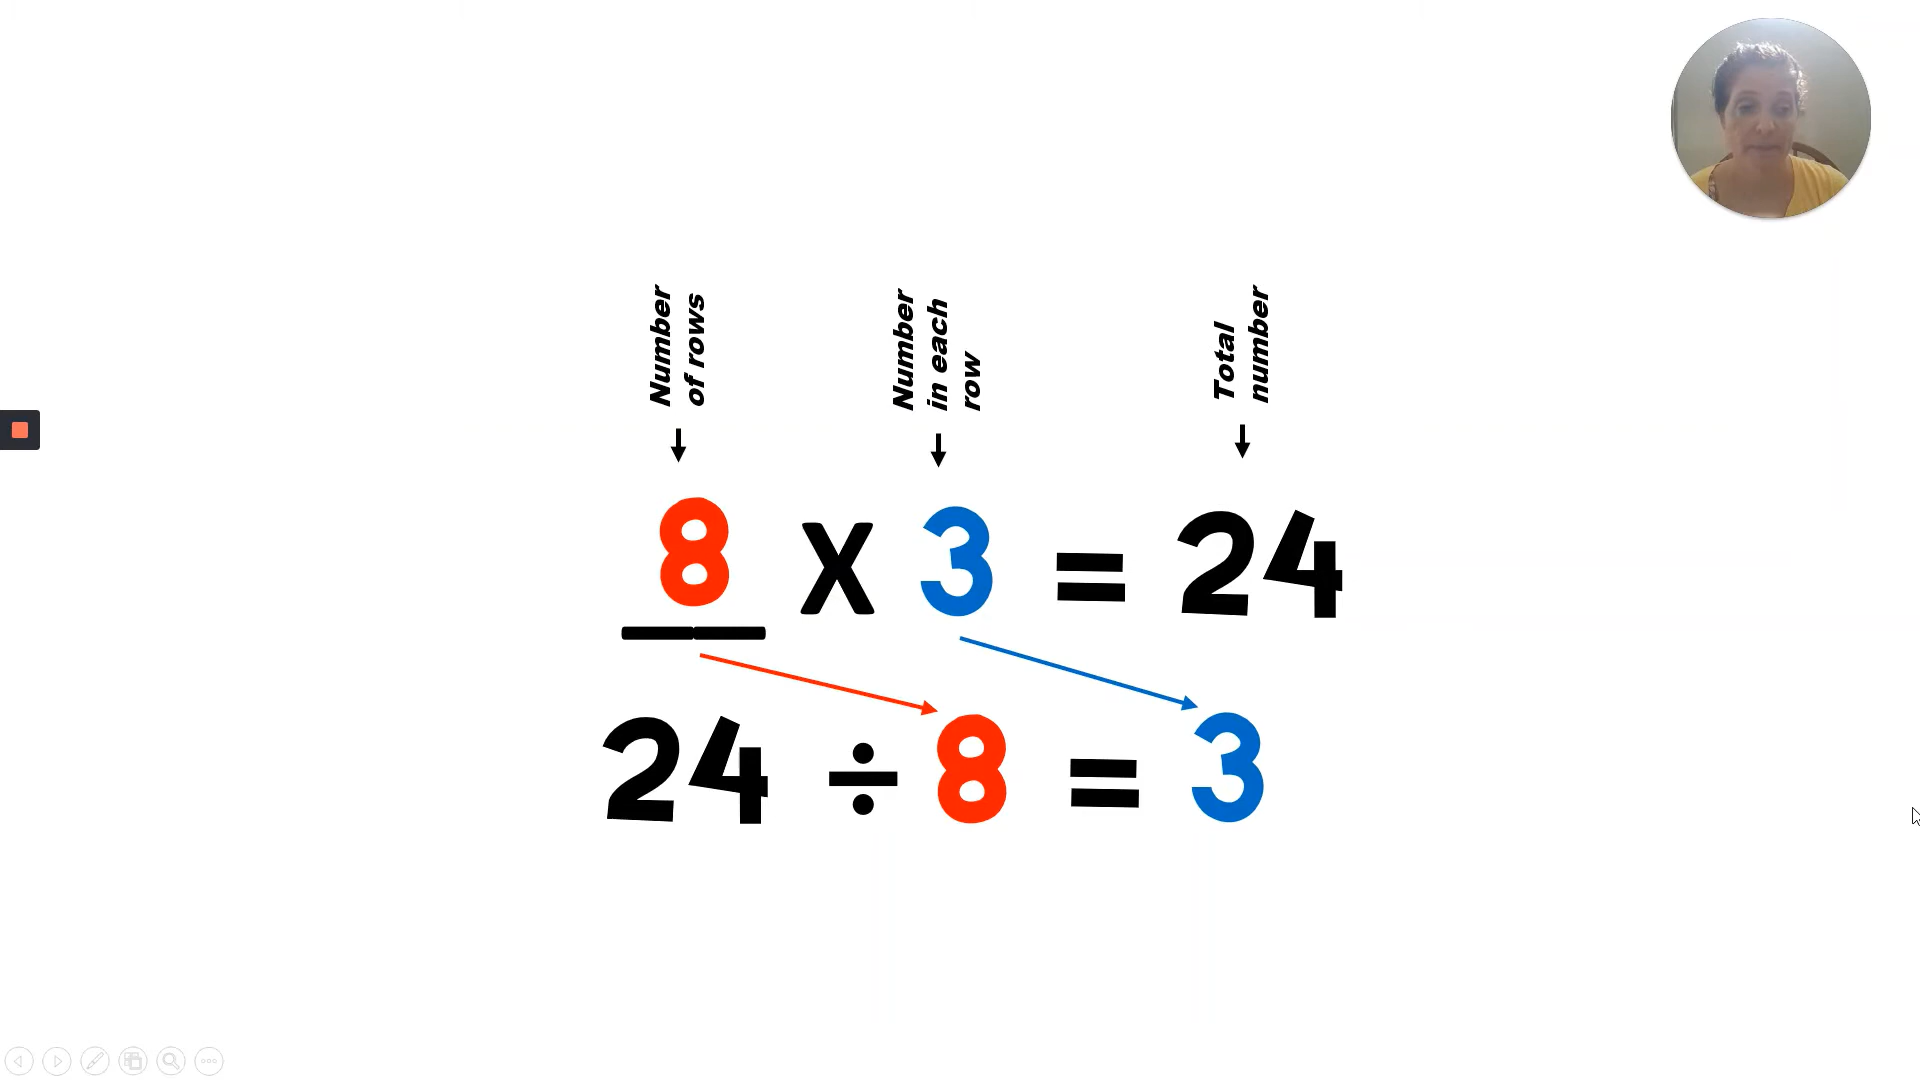 Number
of rows
Number
in each
row
Total
number
8 X 3 = 24
24 ÷ 8 = 3